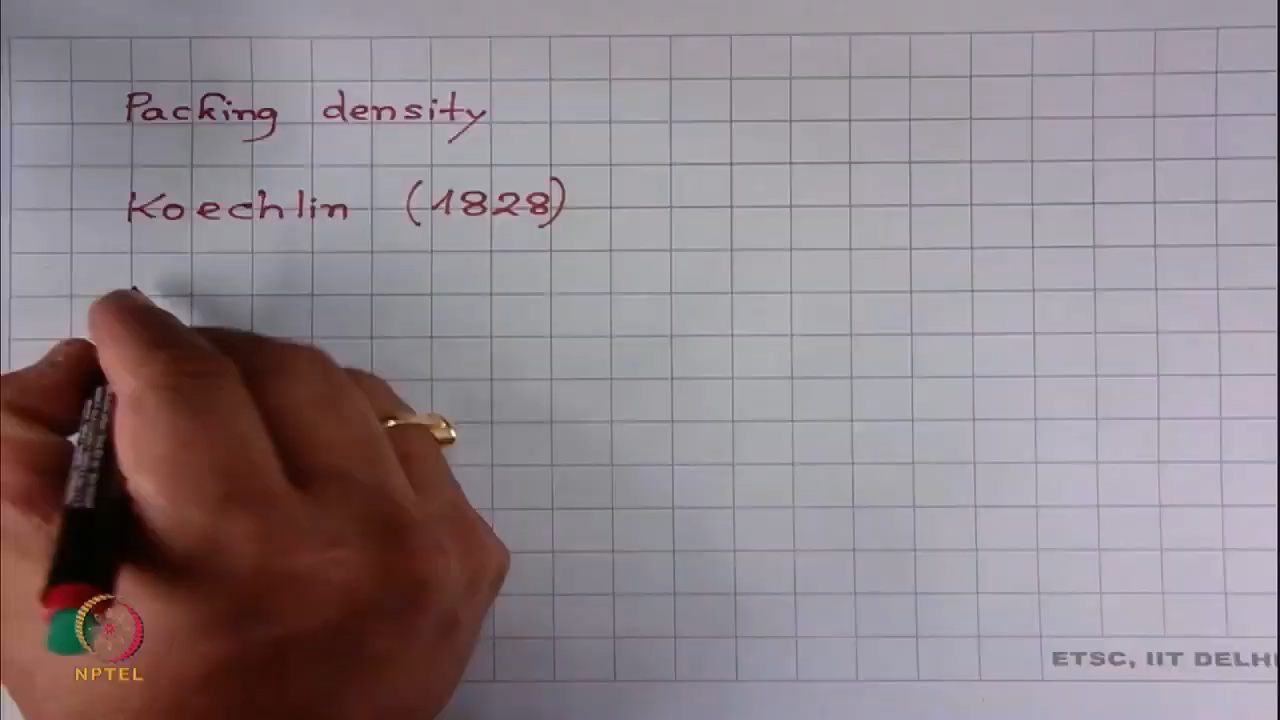 Packing density
Koechlin (1828)
NPTEL
ETSC, IIT DELHI